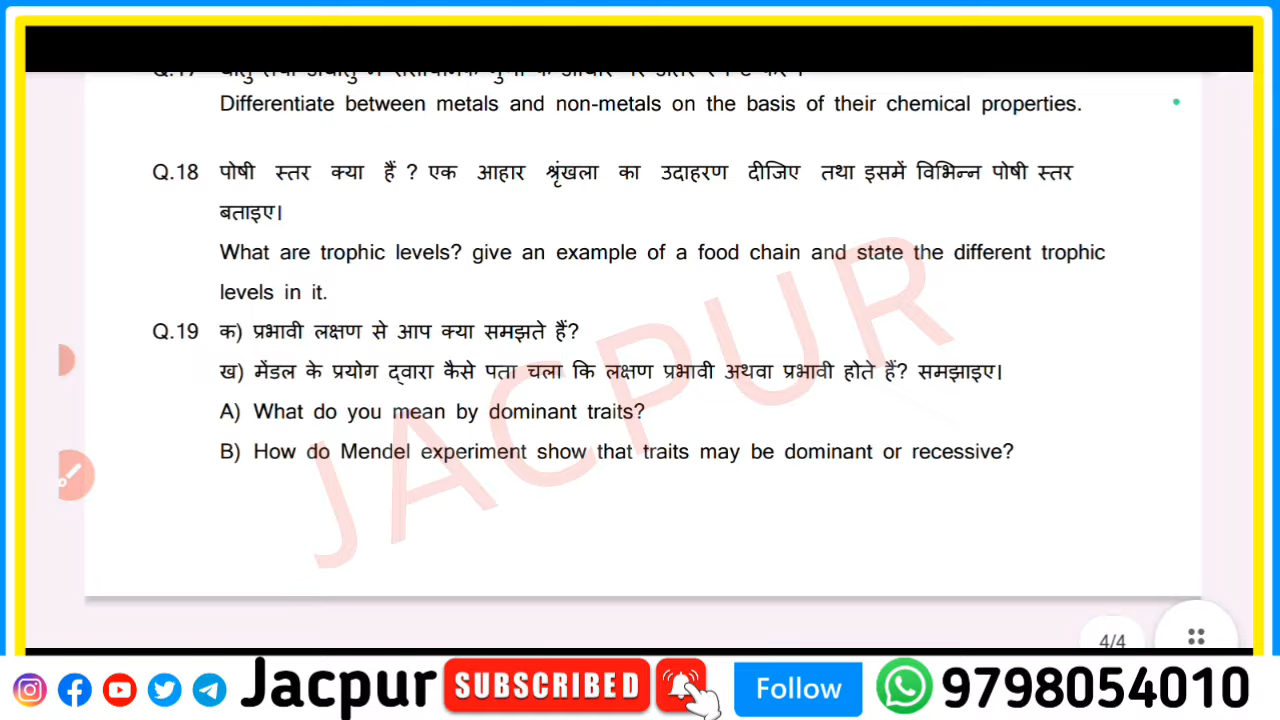 Differentiate between metals and non-metals on the basis of their chemical properties.
Q.18 पोषी स्तर क्या हैं ? एक आहार श्रृंखला का उदाहरण दीजिए तथा इसमें विभिन्न पोषी स्तर
बताइए।
What are trophic levels? give an example of a food chain and state the different trophic
levels in it.
Q.19 क) प्रभावी लक्षण से आप क्या समझते हैं?
ख) मेंडल के प्रयोग द्वारा कैसे पता चला कि लक्षण प्रभावी अथवा प्रभावी होते हैं? समझाइए।
A) What do you mean by dominant traits?
B) How do Mendel experiment show that traits may be dominant or recessive?
JACPUR
4/4
Jacpur SUBSCRIBED Follow 9798054010